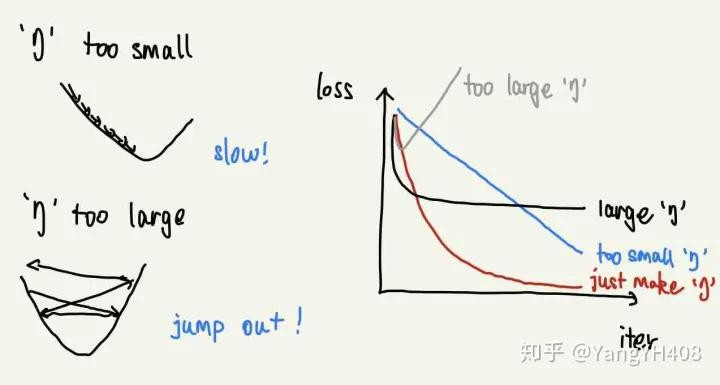 'η' too small
slow!
'η' too large
jump out!
loss
too large 'η'
large 'η'
too small 'η'
just make 'η'
iter
知乎 @YangYH408